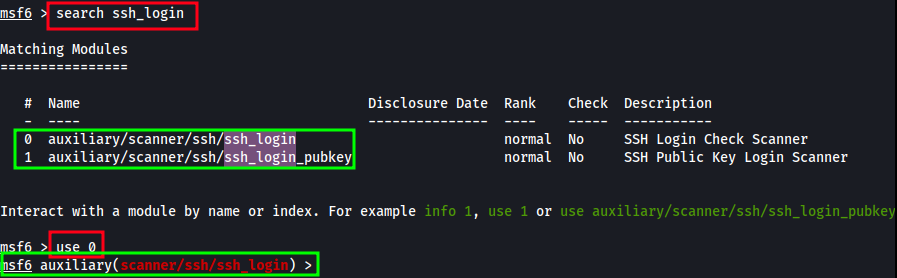 msf6 > search ssh_login
Matching Modules
================
# Name Disclosure Date Rank Check Description
- ---- --------------- ---- ----- -----------
0 auxiliary/scanner/ssh/ssh_login normal No SSH Login Check Scanner
1 auxiliary/scanner/ssh/ssh_login_pubkey normal No SSH Public Key Login Scanner
Interact with a module by name or index. For example info 1, use 1 or use auxiliary/scanner/ssh/ssh_login_pubkey
msf6 > use 0
msf6 auxiliary(scanner/ssh/ssh_login) >